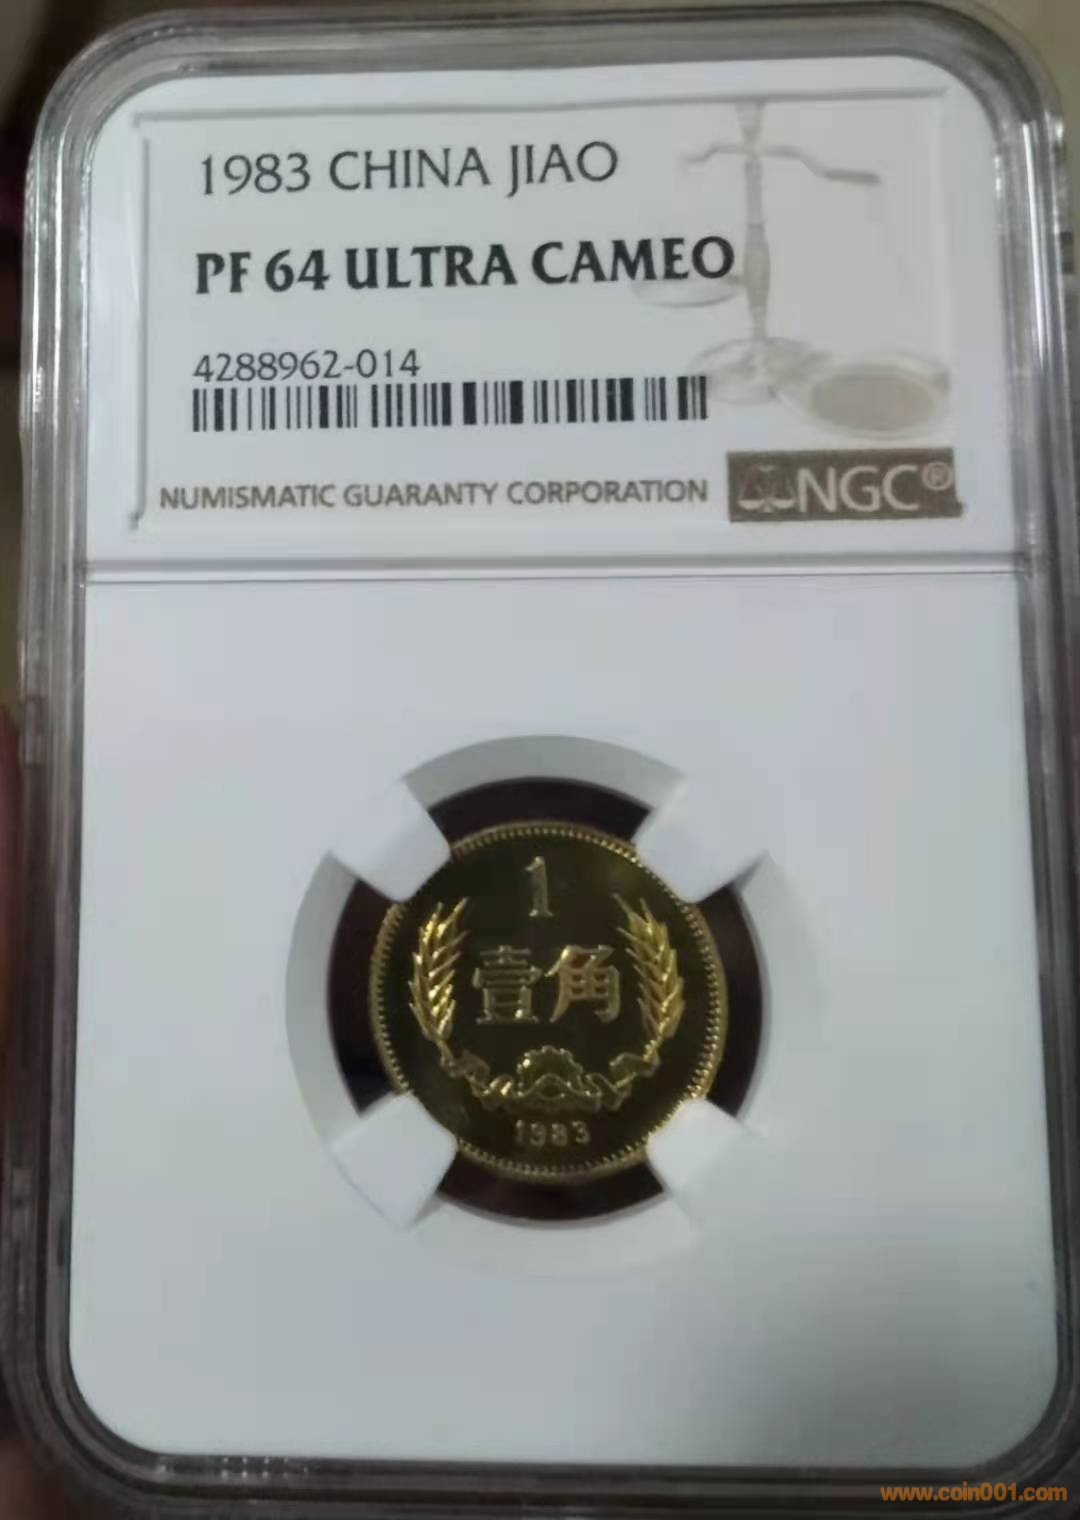 1983 CHINA JIAO
PF 64 ULTRA CAMEO
4288962-014
NUMISMATIC GUARANTY CORPORATION
NGC®
1
壹角
1983
www.coin001.com